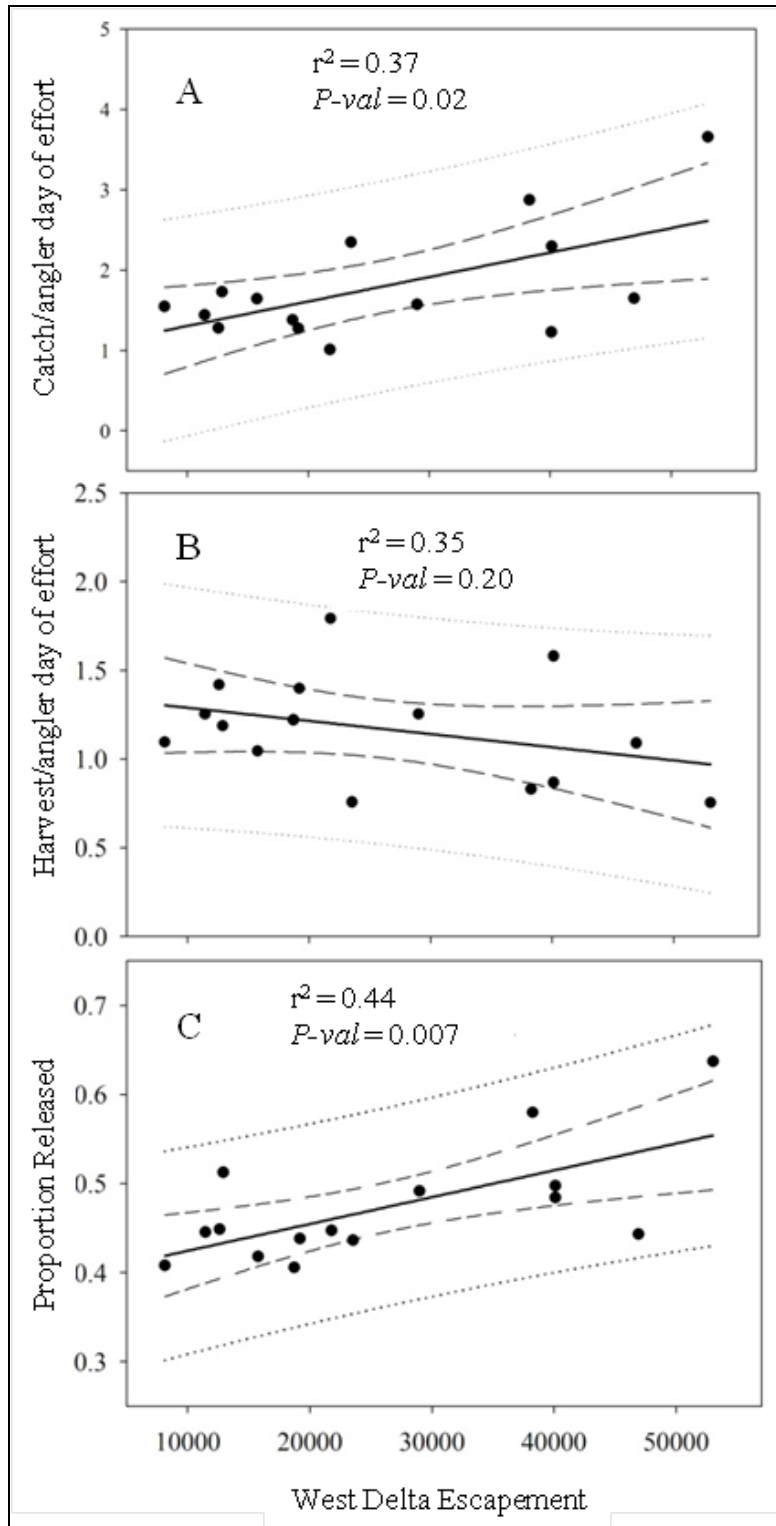 5
4
3
2
1
0
Catch/angler day of effort
A
r² = 0.37
P-val = 0.02
2.5
2.0
1.5
1.0
0.5
0.0
Harvest/angler day of effort
B
r² = 0.35
P-val = 0.20
0.7
0.6
0.5
0.4
0.3
Proportion Released
C
r² = 0.44
P-val = 0.007
10000 20000 30000 40000 50000
West Delta Escapement